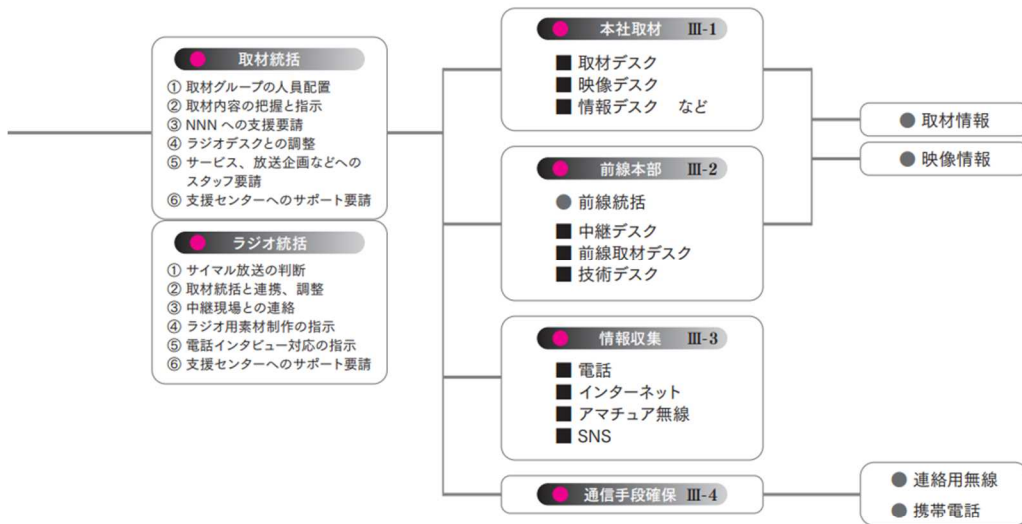 取材統括
① 取材グループの人員配置
② 取材内容の把握と指示
③ NNN への支援要請
④ ラジオデスクとの調整
⑤ サービス、放送企画などへの
スタッフ要請
⑥ 支援センターへのサポート要請
ラジオ統括
① サイマル放送の判断
② 取材統括と連携、調整
③ 中継現場との連絡
④ ラジオ用素材制作の指示
⑤ 電話インタビュー対応の指示
⑥ 支援センターへのサポート要請
本社取材 Ⅲ-1
■ 取材デスク
■ 映像デスク
■ 情報デスク など
前線本部 Ⅲ-2
● 前線統括
■ 中継デスク
■ 前線取材デスク
■ 技術デスク
情報収集 Ⅲ-3
■ 電話
■ インターネット
■ アマチュア無線
■ SNS
通信手段確保 Ⅲ-4
● 取材情報
● 映像情報
● 連絡用無線
● 携帯電話